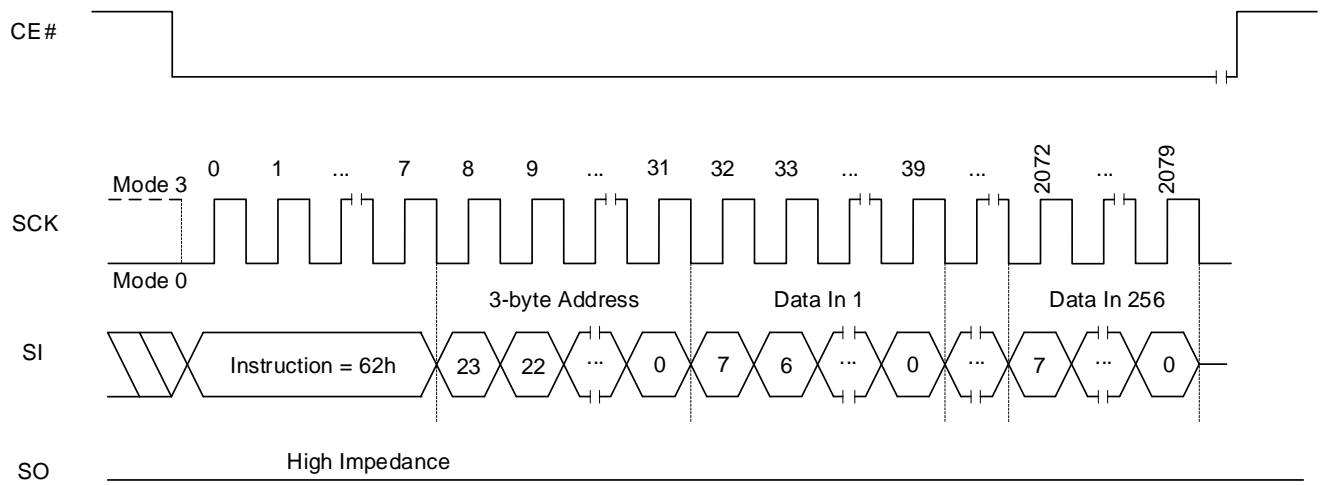 CE#
0 1 ... 7 8 9 ... 31 32 33 ... 39 ... 2072 ... 2079
Mode 3
SCK
Mode 0
3-byte Address Data In 1 Data In 256
SI Instruction = 62h 23 22 ... 0 7 6 ... 0 ... 7 ... 0
High Impedance
SO